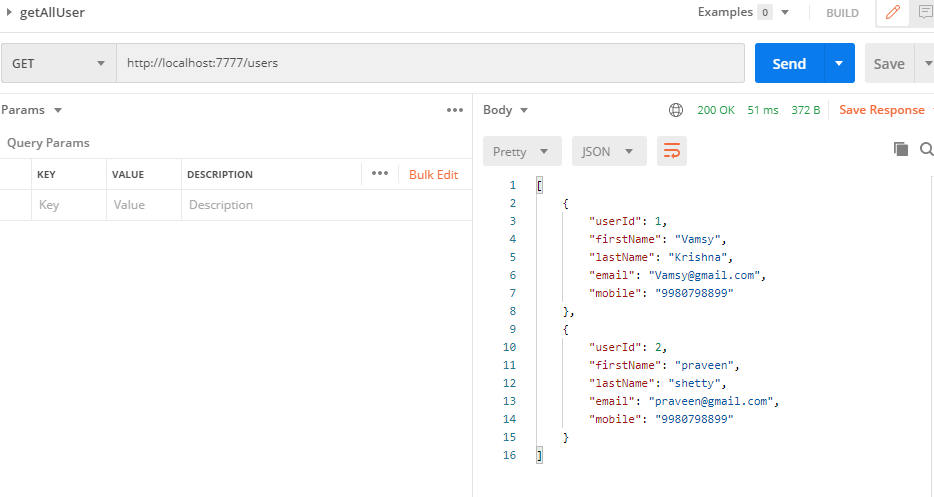 getAllUser
Examples 0
BUILD
GET
http://localhost:7777/users
Send
Save
Params
Query Params
KEY VALUE DESCRIPTION
Bulk Edit
Key Value Description
Body
200 OK 51 ms 372 B Save Response
Pretty JSON
1 [
2 {
3 "userId": 1,
4 "firstName": "Vamsy",
5 "lastName": "Krishna",
6 "email": "Vamsy@gmail.com",
7 "mobile": "9980798899"
8 },
9 {
10 "userId": 2,
11 "firstName": "praveen",
12 "lastName": "shetty",
13 "email": "praveen@gmail.com",
14 "mobile": "9980798899"
15 }
16 ]